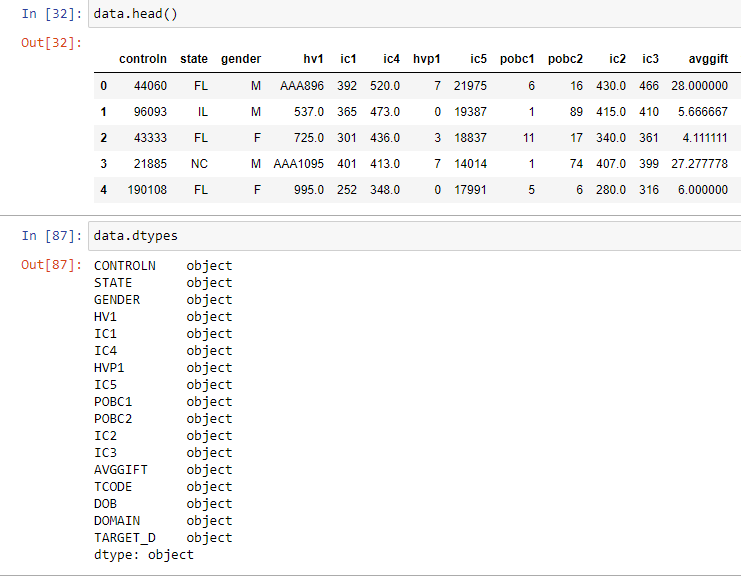 In [32]: data.head()
Out[32]:
controln state gender hv1 ic1 ic4 hvp1 ic5 pobc1 pobc2 ic2 ic3 avggift
0 44060 FL M AAA896 392 520.0 7 21975 6 16 430.0 466 28.000000
1 96093 IL M 537.0 365 473.0 0 19387 1 89 415.0 410 5.666667
2 43333 FL F 725.0 301 436.0 3 18837 11 17 340.0 361 4.111111
3 21885 NC M AAA1095 401 413.0 7 14014 1 74 407.0 399 27.277778
4 190108 FL F 995.0 252 348.0 0 17991 5 6 280.0 316 6.000000
In [87]: data.dtypes
Out[87]: CONTROLN object
STATE object
GENDER object
HV1 object
IC1 object
IC4 object
HVP1 object
IC5 object
POBC1 object
POBC2 object
IC2 object
IC3 object
AVGGIFT object
TCODE object
DOB object
DOMAIN object
TARGET_D object
dtype: object